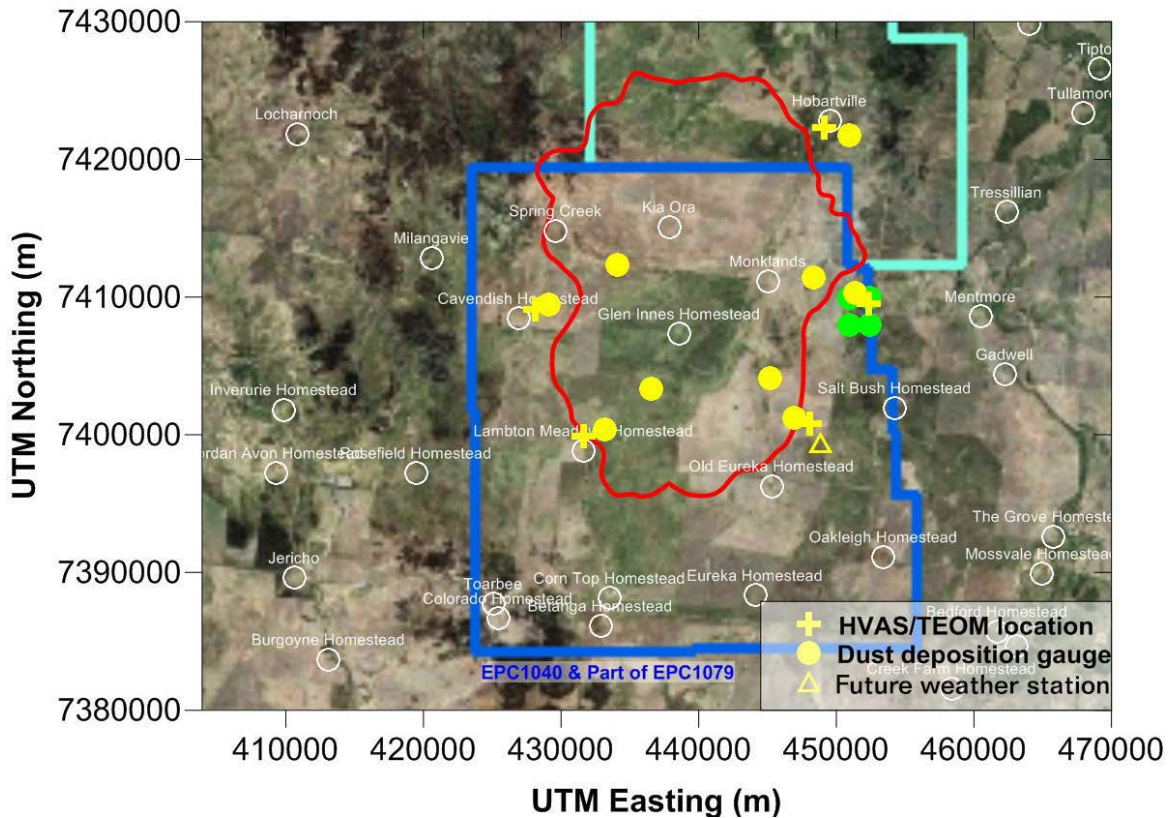 UTM Northing (m)
7430000
7420000
7410000
7400000
7390000
7380000
Tipto
Tullamore
Hobartville
Locharnoch
Tressillian
Spring Creek
Kia Ora
Milangavie
Monklands
Cavendish Homestead
Mentmore
Glen Innes Homestead
Gadwell
Inverurie Homestead
Salt Bush Homestead
Homestead
ordan Avon Homestead
Rosefield Homestead
Old Eureka Homestead
The Grove Homeste
Oakleigh Homestead
Mossvale Homestead
Jericho
Toarbee
Corn Top Homestead
Eureka Homestead
Colorado Homestead
Betanga Homestead
Bedford Homestead
Burgoyne Homestead
Creek Farm Homestead
EPC1040 & Part of EPC1079
HVAS/TEOM location
Dust deposition gauge
Future weather station
410000 420000 430000 440000 450000 460000 470000
UTM Easting (m)